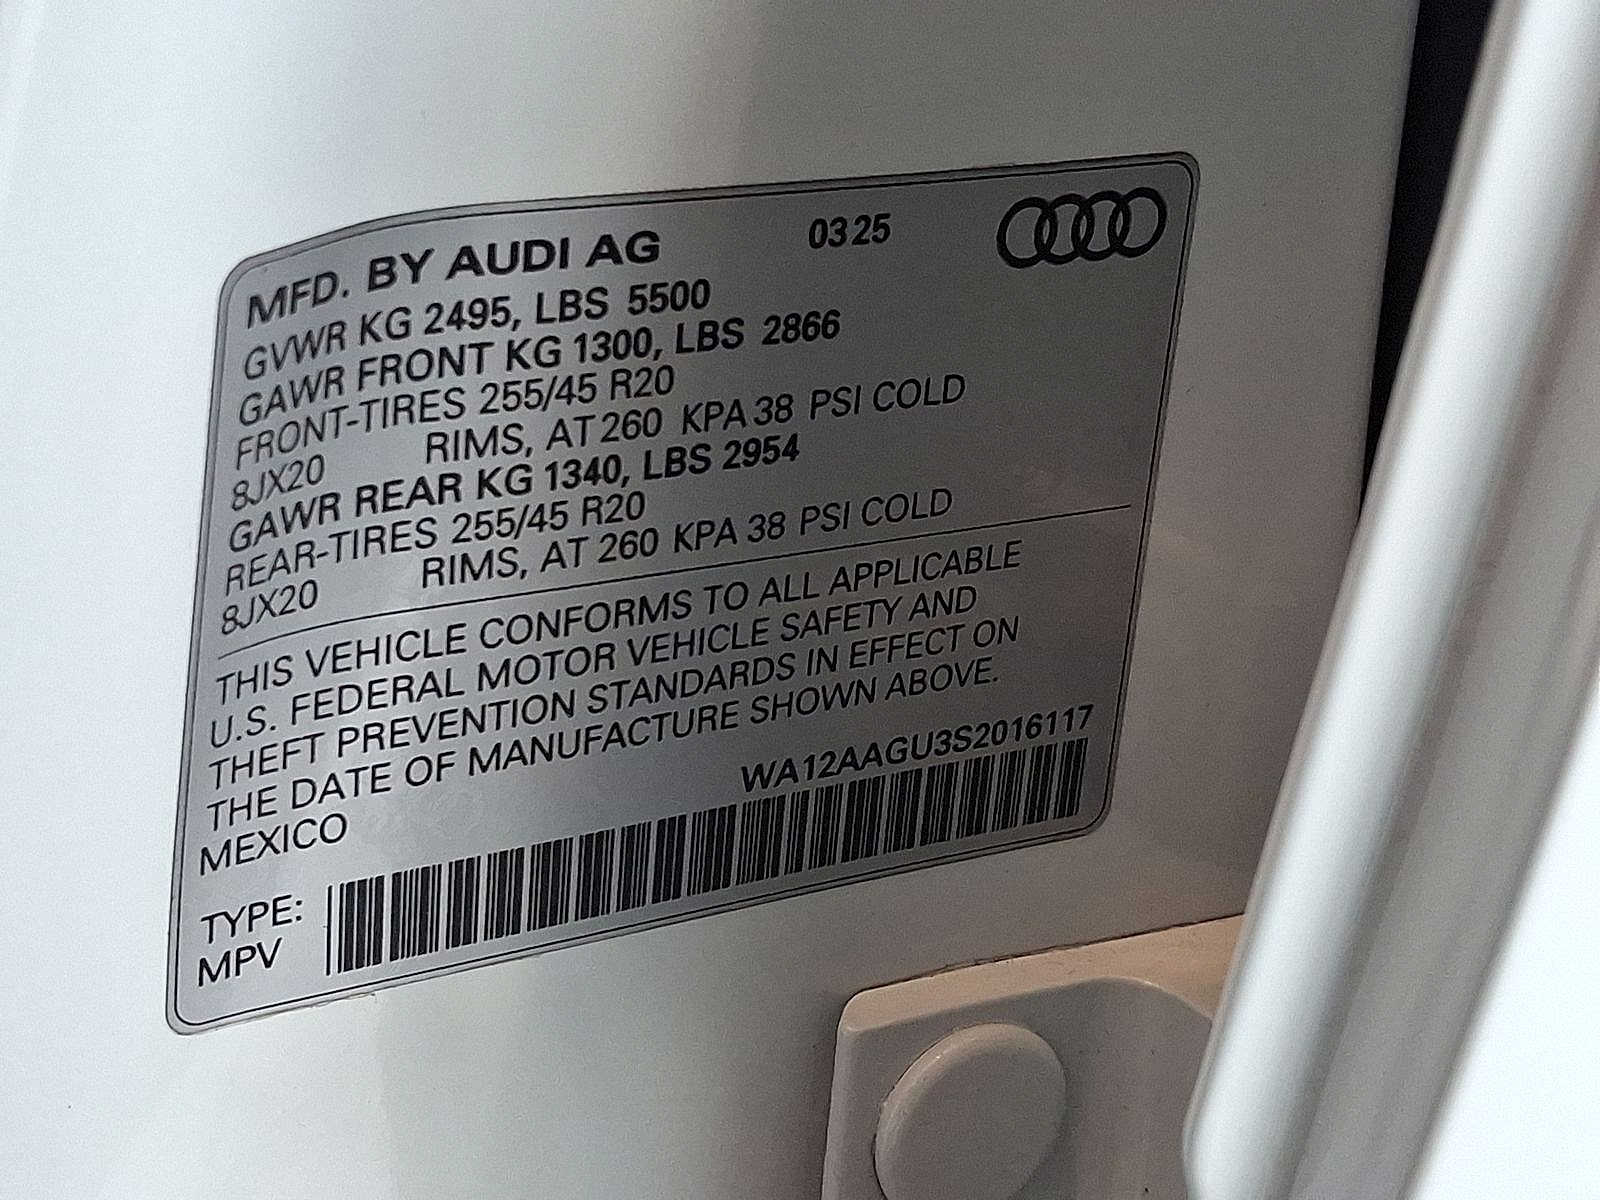 MFD. BY AUDI AG 0325
GVWR KG 2495, LBS 5500
GAWR FRONT KG 1300, LBS 2866
FRONT-TIRES 255/45 R20
8JX20 RIMS, AT 260 KPA 38 PSI COLD
GAWR REAR KG 1340, LBS 2954
REAR-TIRES 255/45 R20
8JX20 RIMS, AT 260 KPA 38 PSI COLD
THIS VEHICLE CONFORMS TO ALL APPLICABLE
U.S. FEDERAL MOTOR VEHICLE SAFETY AND
THEFT PREVENTION STANDARDS IN EFFECT ON
THE DATE OF MANUFACTURE SHOWN ABOVE.
MEXICO WA12AAGU3S2016117
TYPE:
MPV